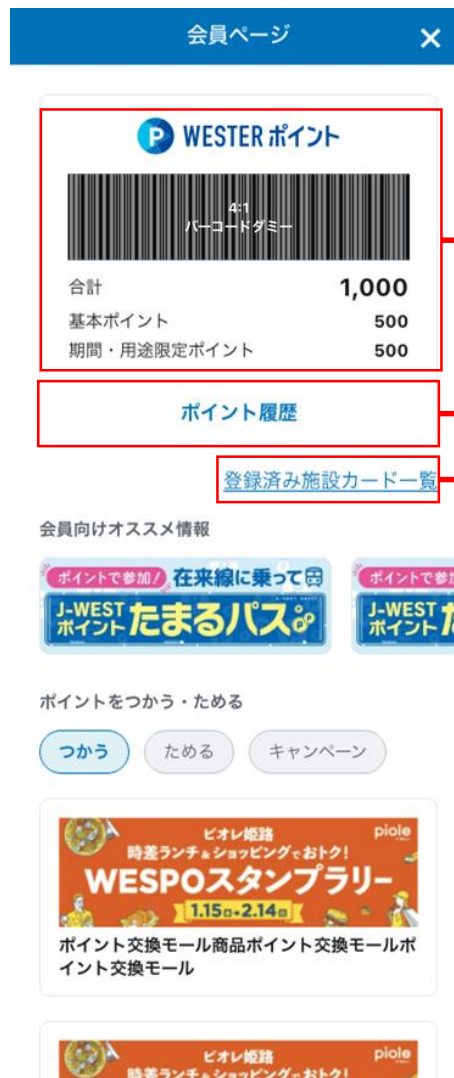 会員ページ ×
P WESTER ポイント
4:1
バーコードダミー
合計 1,000
基本ポイント 500
期間・用途限定ポイント 500
ポイント履歴
登録済み施設カード一覧
会員向けオススメ情報
ポイントで参加! 在来線に乗って
J-WEST
ポイント たまるパス
ポイントで参加
J-WEST
ポイント
ポイントをつかう・ためる
つかう ためる キャンペーン
ピオレ姫路 piole
時差ランチ&ショッピングでおトク!
WESPOスタンプラリー
1.15 2.14
ポイント交換モール商品ポイント交換モールポ
イント交換モール
ピオレ姫路 piole
時差ランチ&ショッピングでおトク!